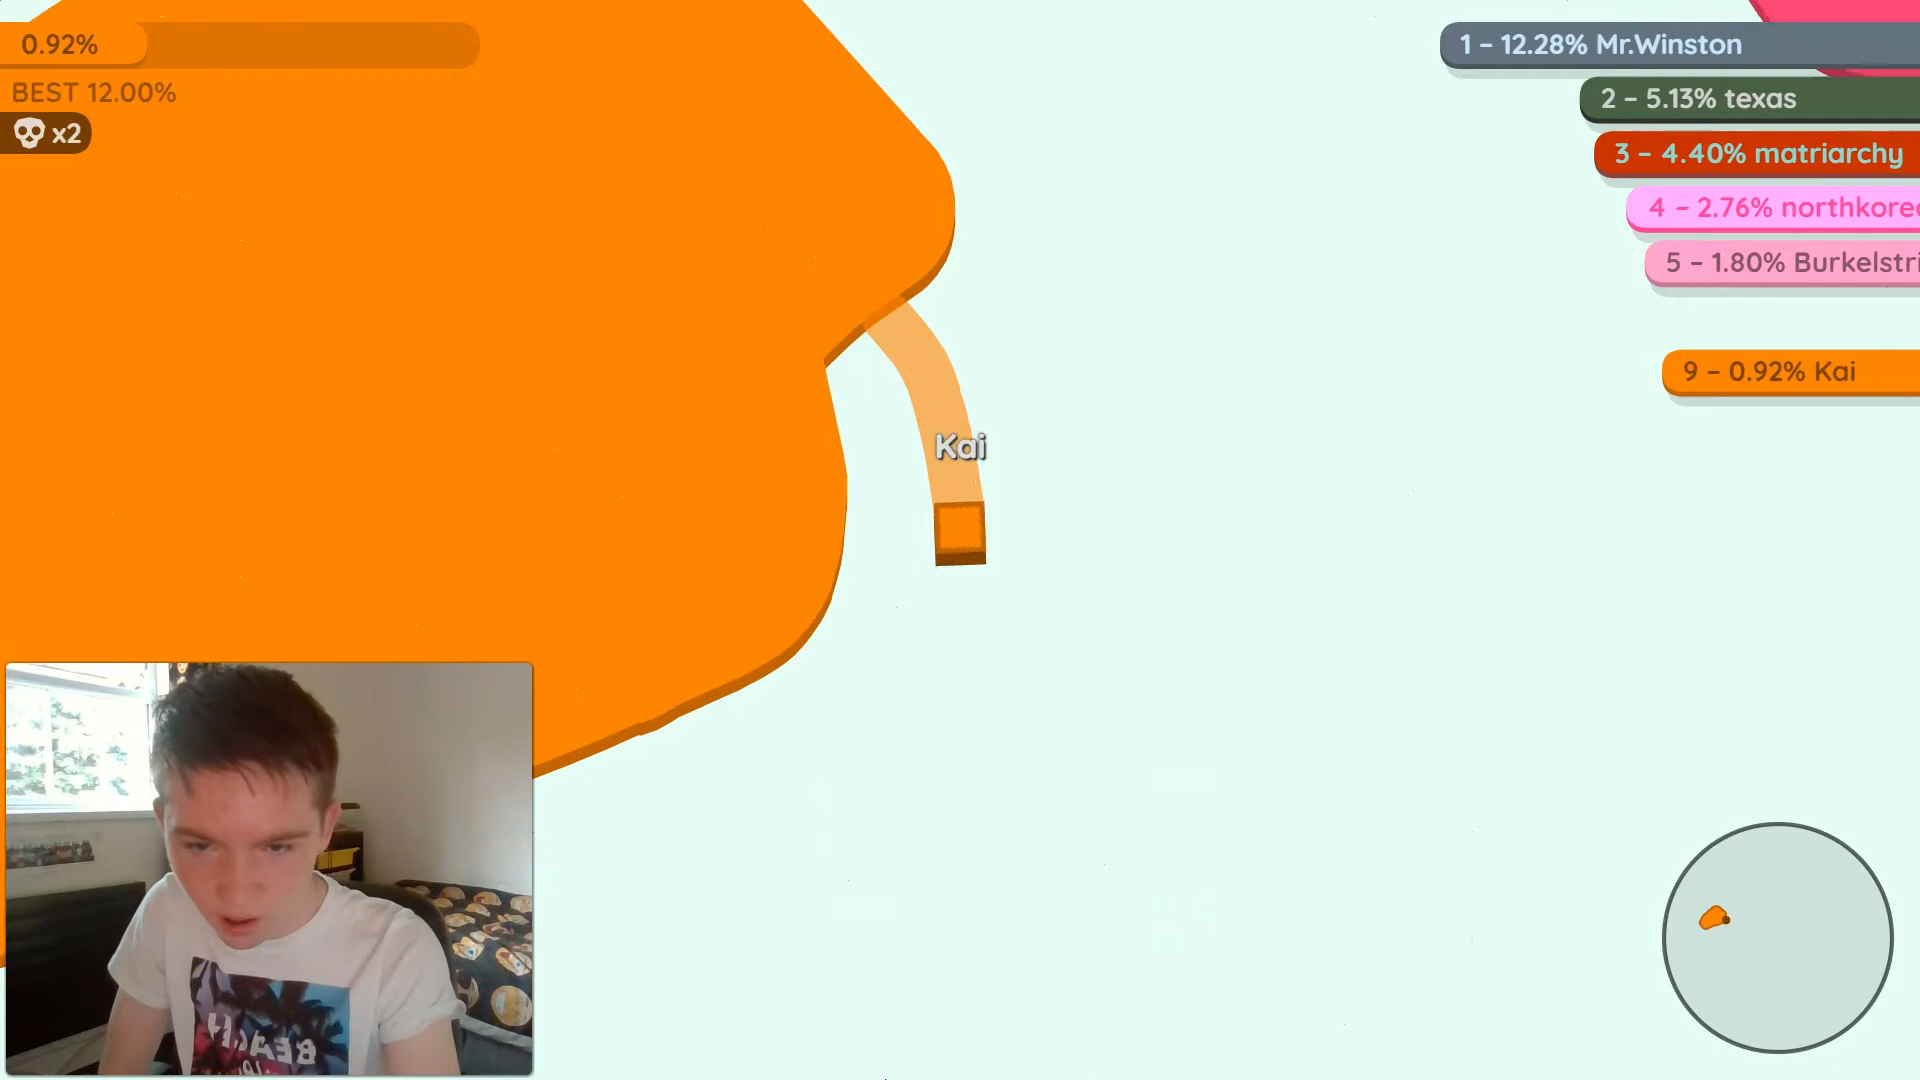 0.92%
BEST 12.00%
x2
1 – 12.28% Mr.Winston
2 – 5.13% texas
3 – 4.40% matriarchy
4 – 2.76% northkorea
5 – 1.80% Burkelstri
9 – 0.92% Kai
Kai